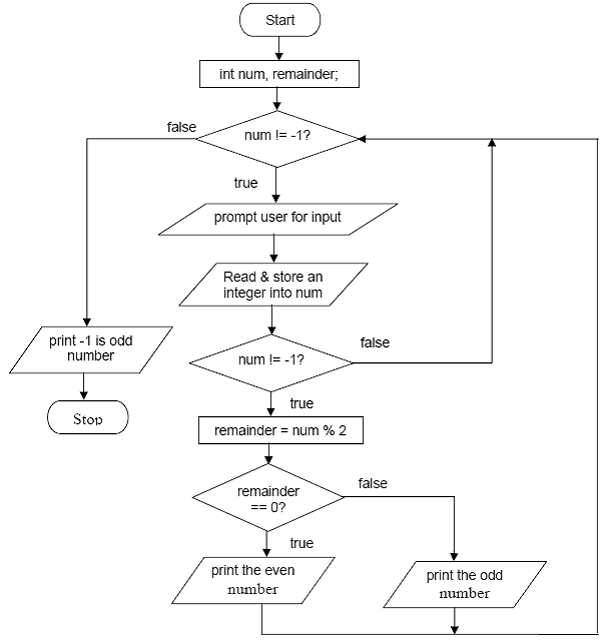 Start
int num, remainder;
num != -1?
false
true
prompt user for input
Read & store an
integer into num
print -1 is odd
number
num != -1?
false
Stop
true
remainder = num % 2
remainder
== 0?
false
true
print the even
number
print the odd
number